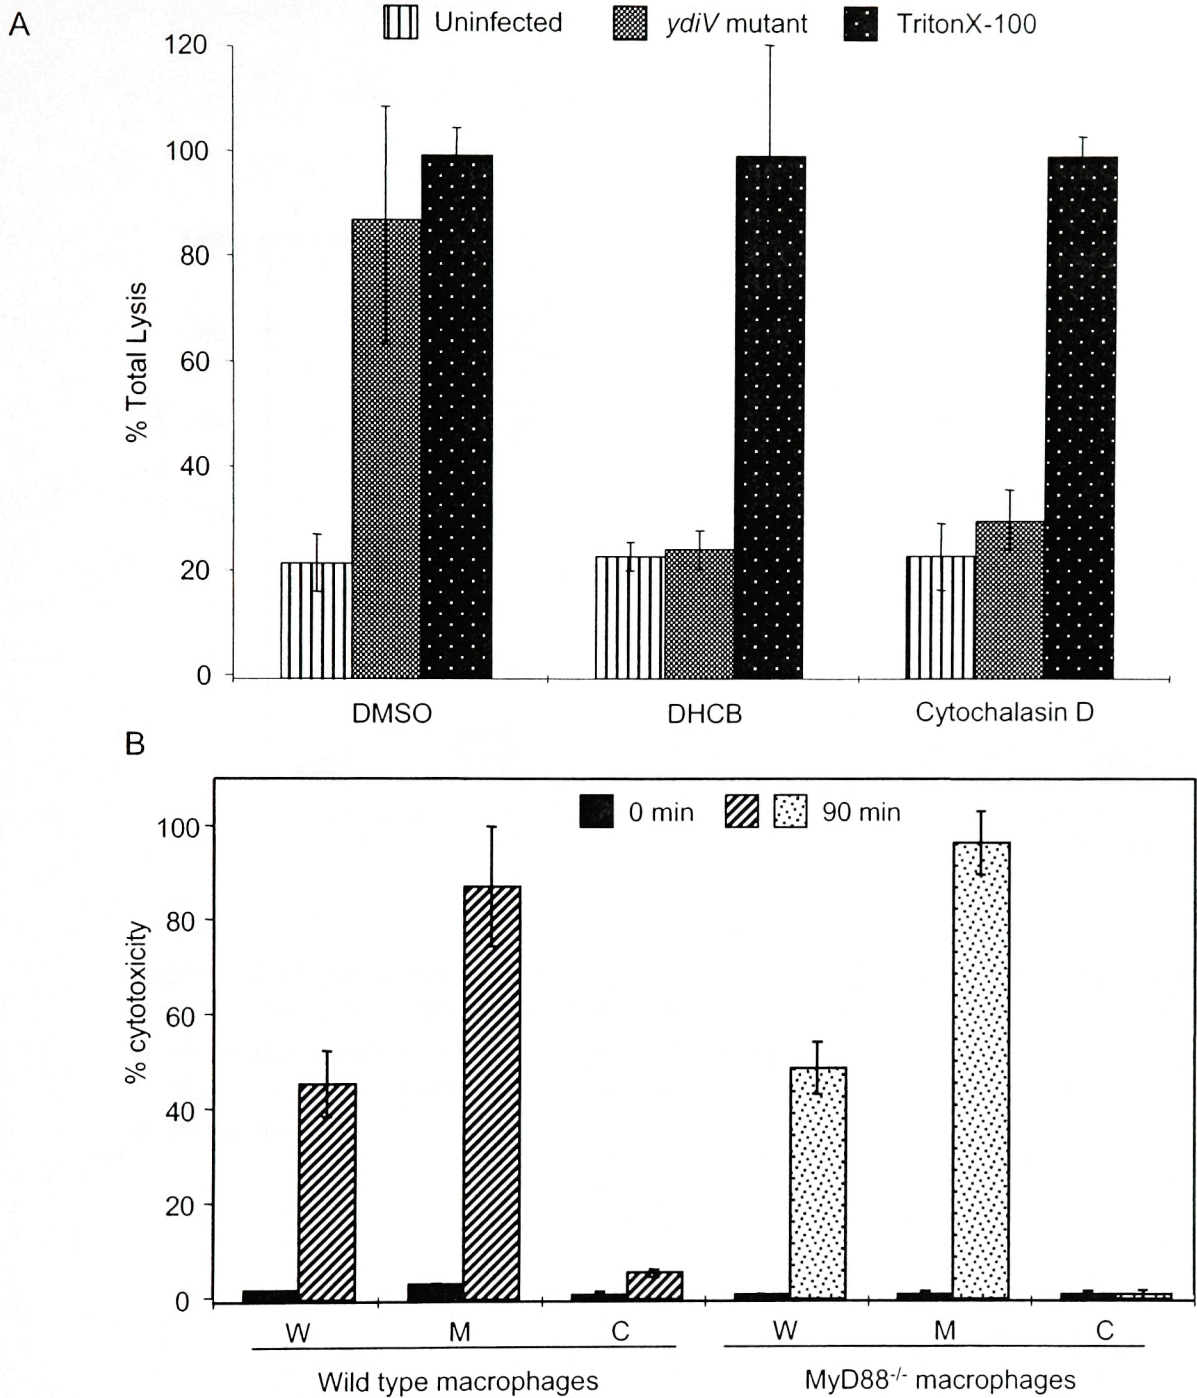 A
Uninfected ydiV mutant TritonX-100
120
100
80
60
40
20
0
% Total Lysis
DMSO DHCB Cytochalasin D
B
0 min 90 min
100
80
60
40
20
0
% cytotoxicity
W M C W M C
Wild type macrophages MyD88-/- macrophages